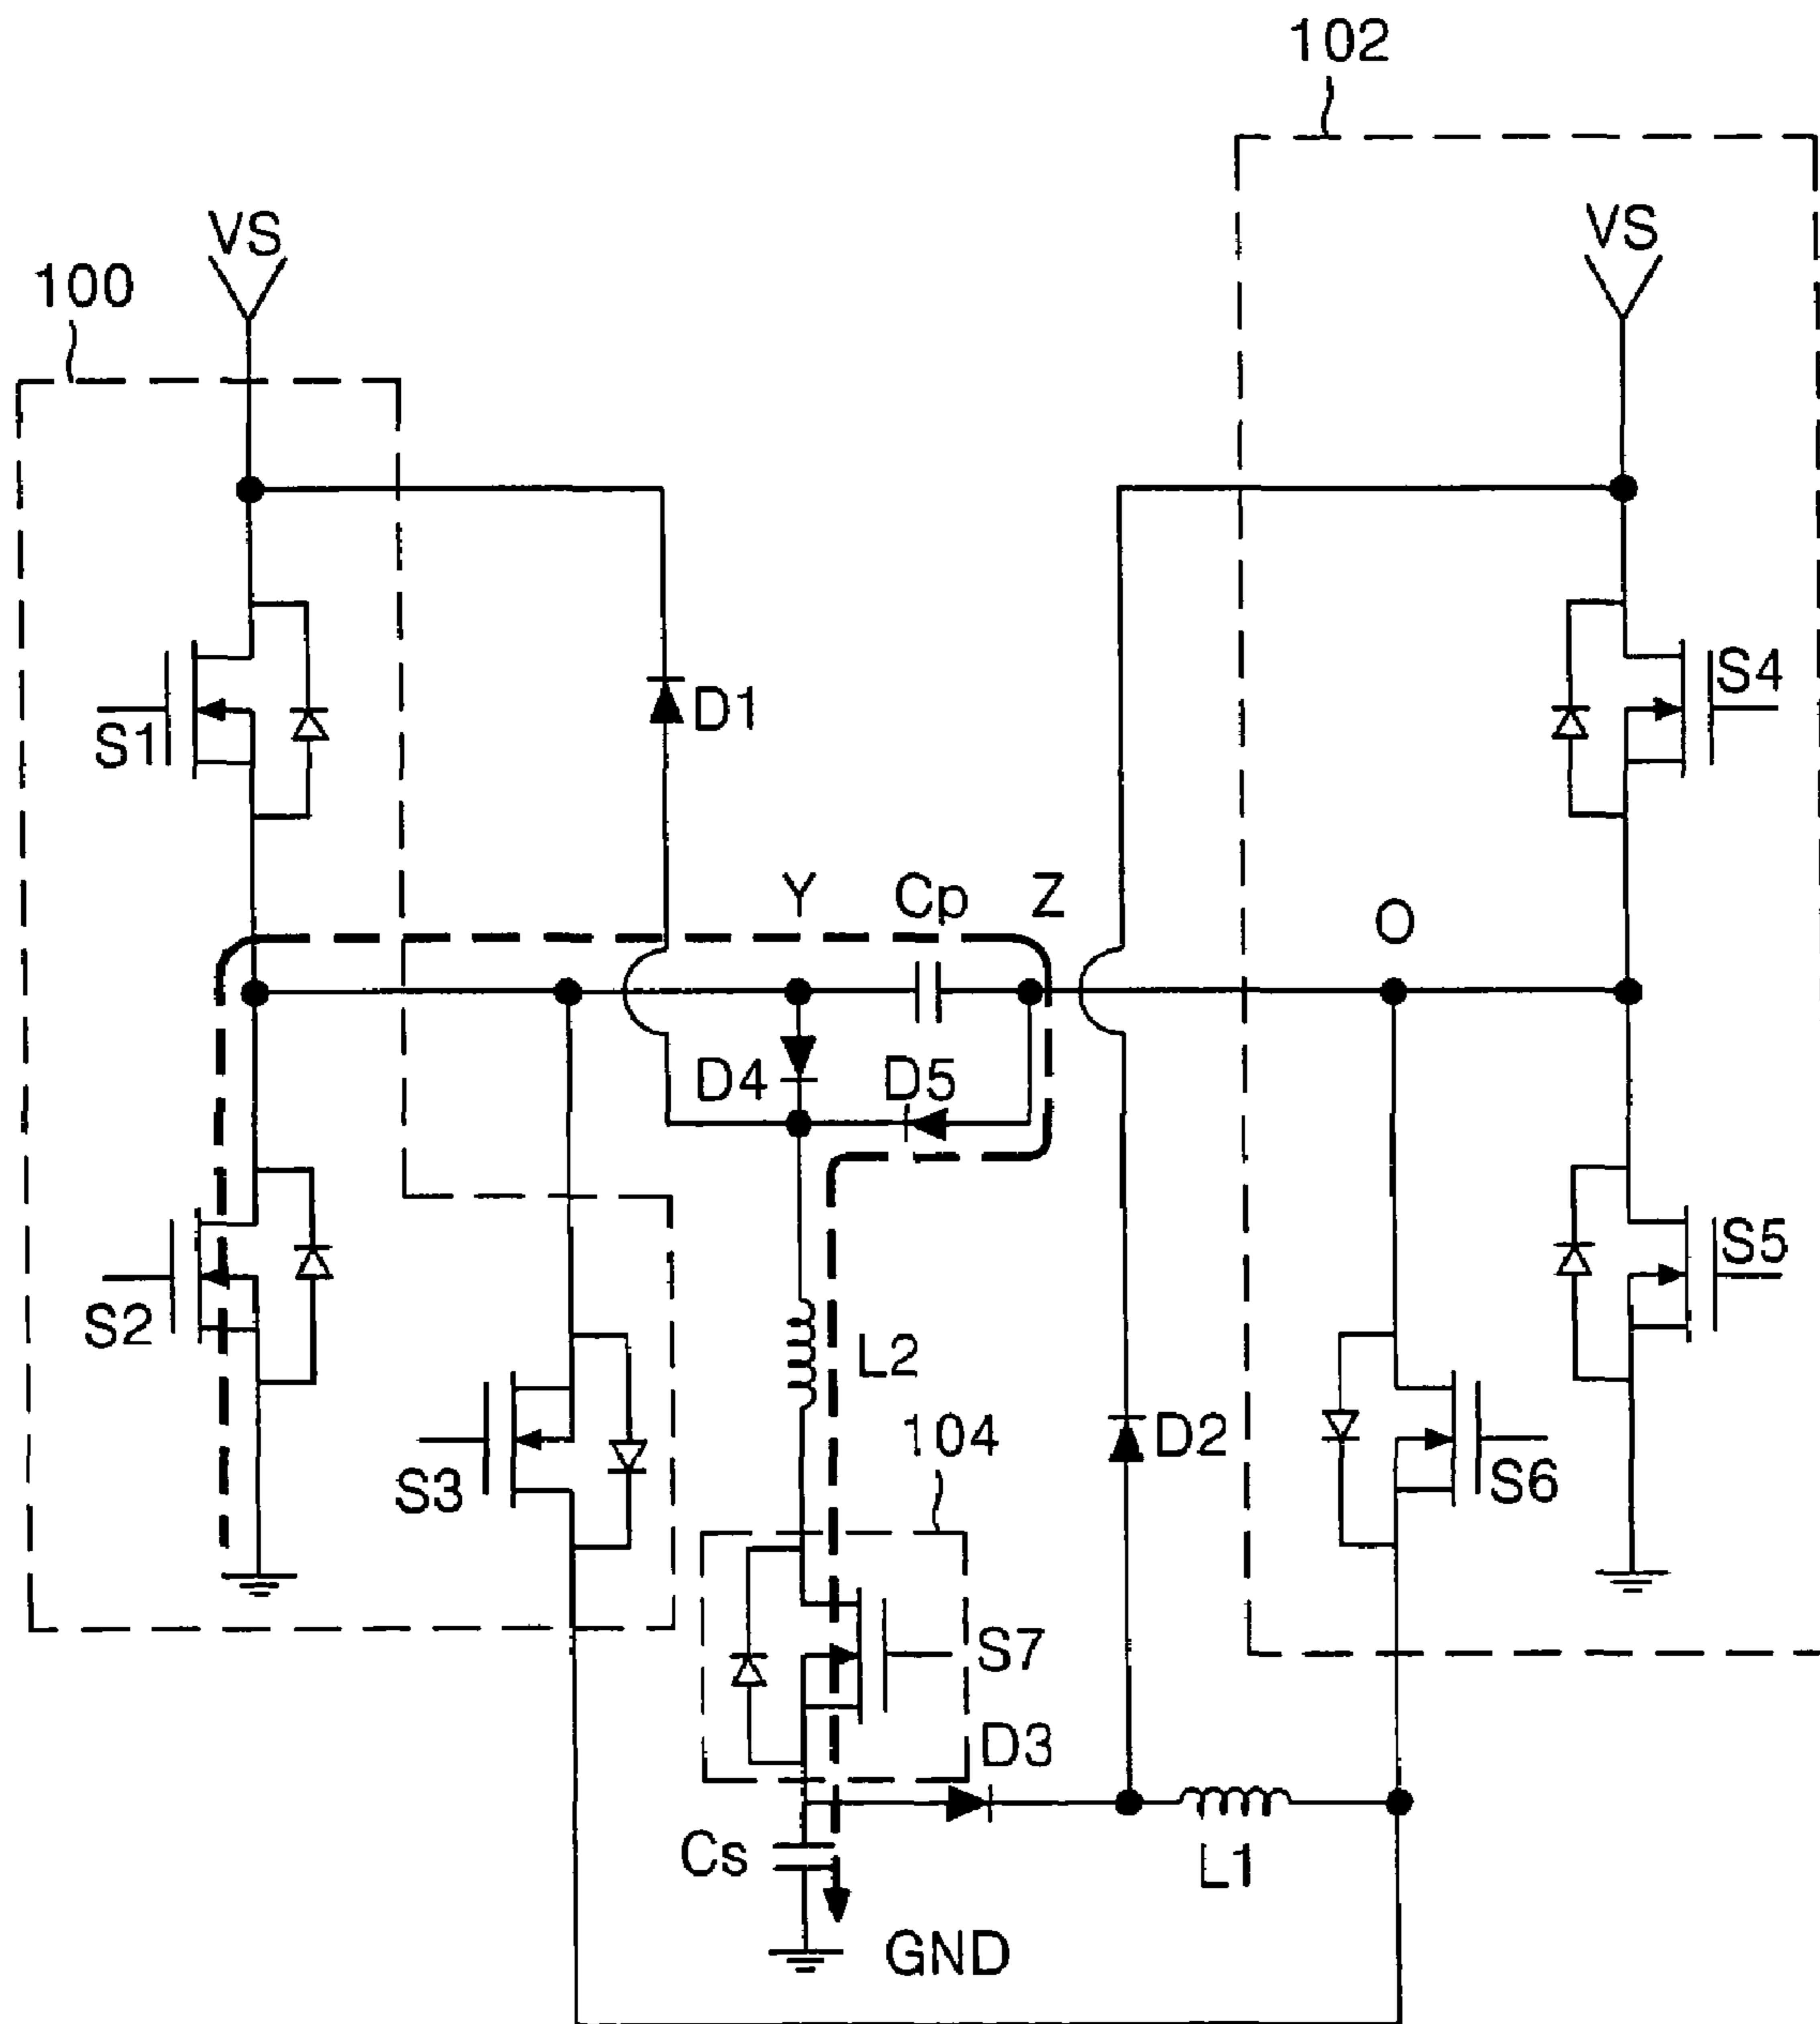 102
VS
VS
100
S4
D1
S1
Y
Cp
Z
O
D4
D5
S5
S2
L2
104
D2
S3
S6
S7
D3
Cs
L1
GND